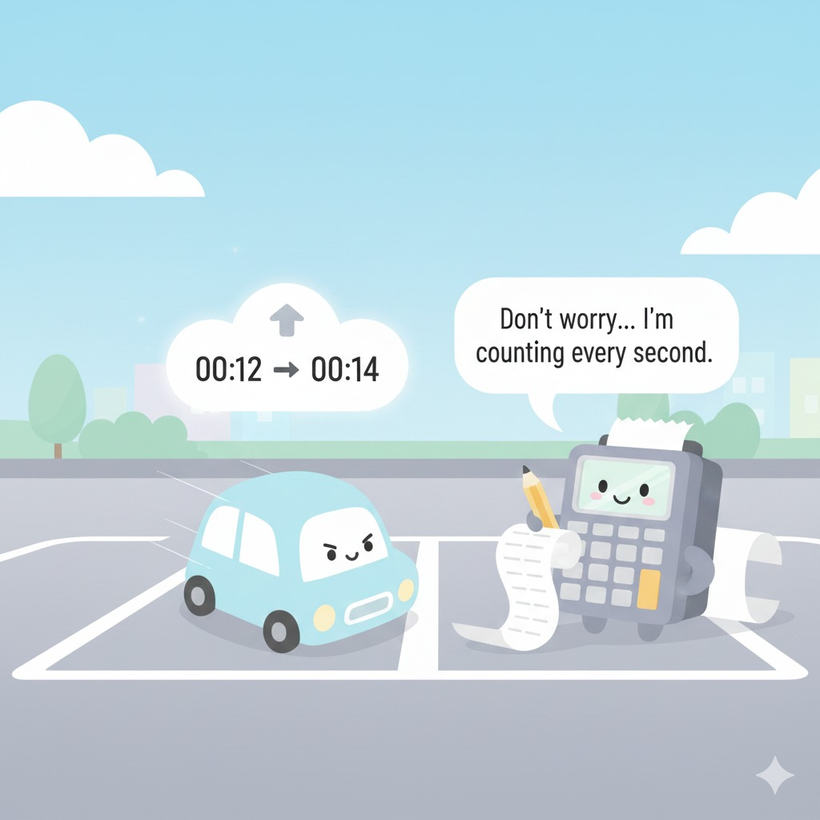 00:12 → 00:14
Don't worry... I'm
counting every second.